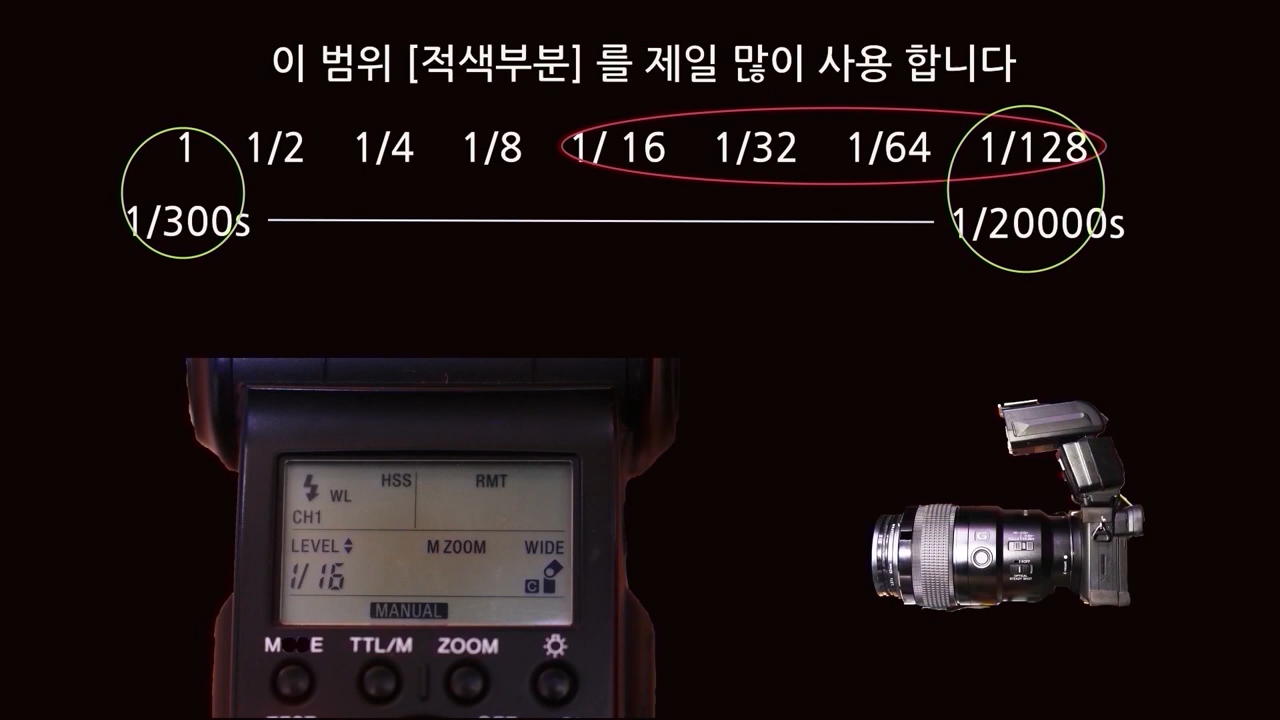 이 범위 [적색부분] 를 제일 많이 사용 합니다
1 1/2 1/4 1/8 1/ 16 1/32 1/64 1/128
1/300s 1/20000s
HSS RMT
WL
CH1
LEVEL M ZOOM WIDE
1/16
C
MANUAL
TTL/M ZOOM
G